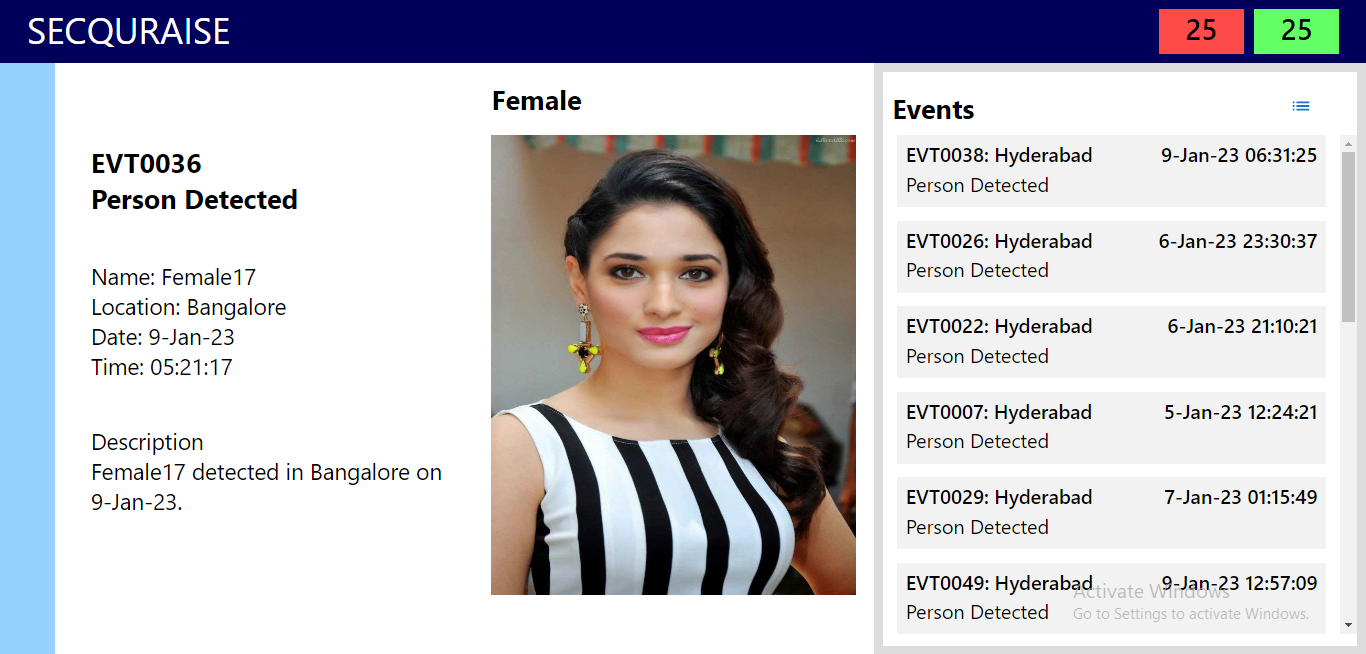 SECQURAISE
25
25
EVT0036
Person Detected
Name: Female17
Location: Bangalore
Date: 9-Jan-23
Time: 05:21:17
Description
Female17 detected in Bangalore on
9-Jan-23.
Female
Events
EVT0038: Hyderabad 9-Jan-23 06:31:25
Person Detected
EVT0026: Hyderabad 6-Jan-23 23:30:37
Person Detected
EVT0022: Hyderabad 6-Jan-23 21:10:21
Person Detected
EVT0007: Hyderabad 5-Jan-23 12:24:21
Person Detected
EVT0029: Hyderabad 7-Jan-23 01:15:49
Person Detected
EVT0049: Hyderabad 9-Jan-23 12:57:09
Person Detected
Activate Windows
Go to Settings to activate Windows.